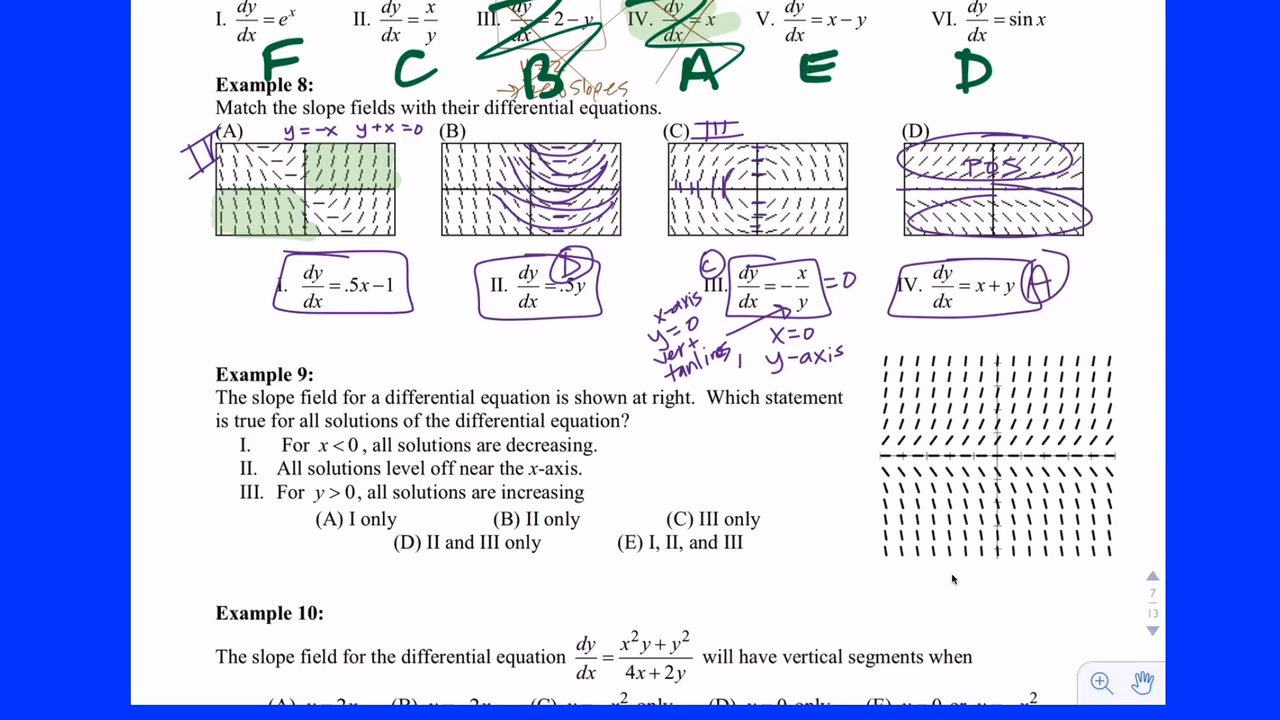 I. dy/dx = e^x II. dy/dx = x/y III. dy/dx = 2 − y IV. dy/dx = x V. dy/dx = x − y VI. dy/dx = sin x
F C B A E D
slopes
Example 8:
Match the slope fields with their differential equations.
(A) y=-x y+x=0 (B) (C) III (D)
IV
POS
I. dy/dx = .5x − 1 II. dy/dx = .5y D C III. dy/dx = − x/y =0 IV. dy/dx = x + y A
x-axis
y=0
vert
tan lines
x=0
y-axis
Example 9:
The slope field for a differential equation is shown at right. Which statement
is true for all solutions of the differential equation?
I. For x < 0, all solutions are decreasing.
II. All solutions level off near the x-axis.
III. For y > 0, all solutions are increasing
(A) I only (B) II only (C) III only
(D) II and III only (E) I, II, and III
7
13
Example 10:
The slope field for the differential equation dy/dx = (x²y + y²)/(4x + 2y) will have vertical segments when